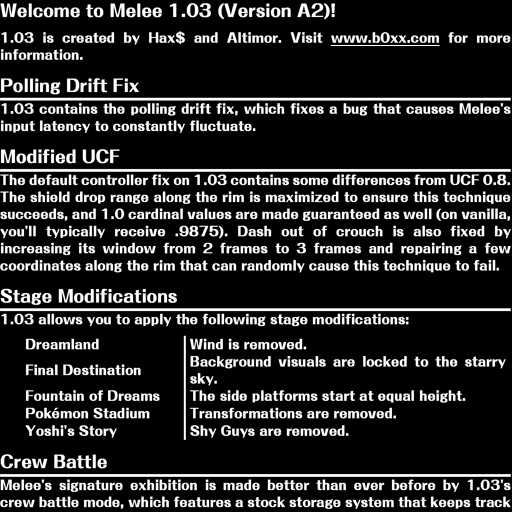 Welcome to Melee 1.03 (Version A2)!
1.03 is created by Hax$ and Altimor. Visit www.b0xx.com for more
information.
Polling Drift Fix
1.03 contains the polling drift fix, which fixes a bug that causes Melee's
input latency to constantly fluctuate.
Modified UCF
The default controller fix on 1.03 contains some differences from UCF 0.8.
The shield drop range along the rim is maximized to ensure this technique
succeeds, and 1.0 cardinal values are made guaranteed as well (on vanilla,
you'll typically receive .9875). Dash out of crouch is also fixed by
increasing its window from 2 frames to 3 frames and repairing a few
coordinates along the rim that can randomly cause this technique to fail.
Stage Modifications
1.03 allows you to apply the following stage modifications:
Dreamland Wind is removed.
Final Destination Background visuals are locked to the starry
sky.
Fountain of Dreams The side platforms start at equal height.
Pokémon Stadium Transformations are removed.
Yoshi's Story Shy Guys are removed.
Crew Battle
Melee's signature exhibition is made better than ever before by 1.03's
crew battle mode, which features a stock storage system that keeps track